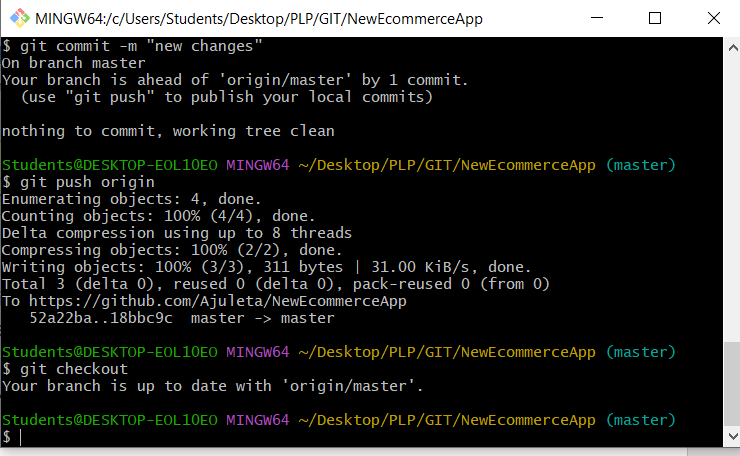 MINGW64:/c/Users/Students/Desktop/PLP/GIT/NewEcommerceApp
$ git commit -m "new changes"
On branch master
Your branch is ahead of 'origin/master' by 1 commit.
  (use "git push" to publish your local commits)

nothing to commit, working tree clean

Students@DESKTOP-EOL10EO MINGW64 ~/Desktop/PLP/GIT/NewEcommerceApp (master)
$ git push origin
Enumerating objects: 4, done.
Counting objects: 100% (4/4), done.
Delta compression using up to 8 threads
Compressing objects: 100% (2/2), done.
Writing objects: 100% (3/3), 311 bytes | 31.00 KiB/s, done.
Total 3 (delta 0), reused 0 (delta 0), pack-reused 0 (from 0)
To https://github.com/Ajuleta/NewEcommerceApp
   52a22ba..18bbc9c  master -> master

Students@DESKTOP-EOL10EO MINGW64 ~/Desktop/PLP/GIT/NewEcommerceApp (master)
$ git checkout
Your branch is up to date with 'origin/master'.

Students@DESKTOP-EOL10EO MINGW64 ~/Desktop/PLP/GIT/NewEcommerceApp (master)
$